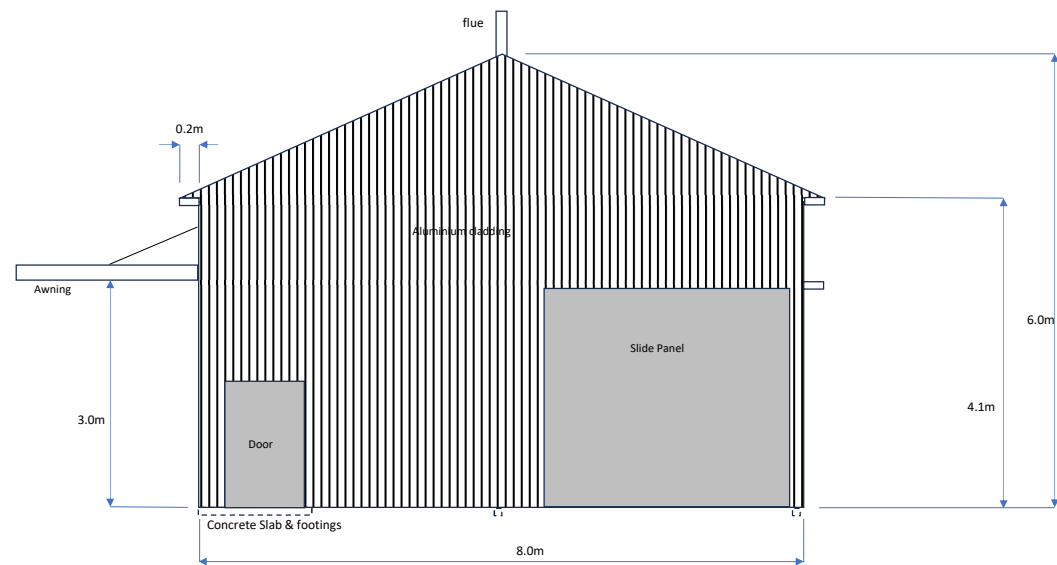 flue
0.2m
Aluminium cladding
Awning
Slide Panel
6.0m
3.0m
4.1m
Door
Concrete Slab & footings
8.0m